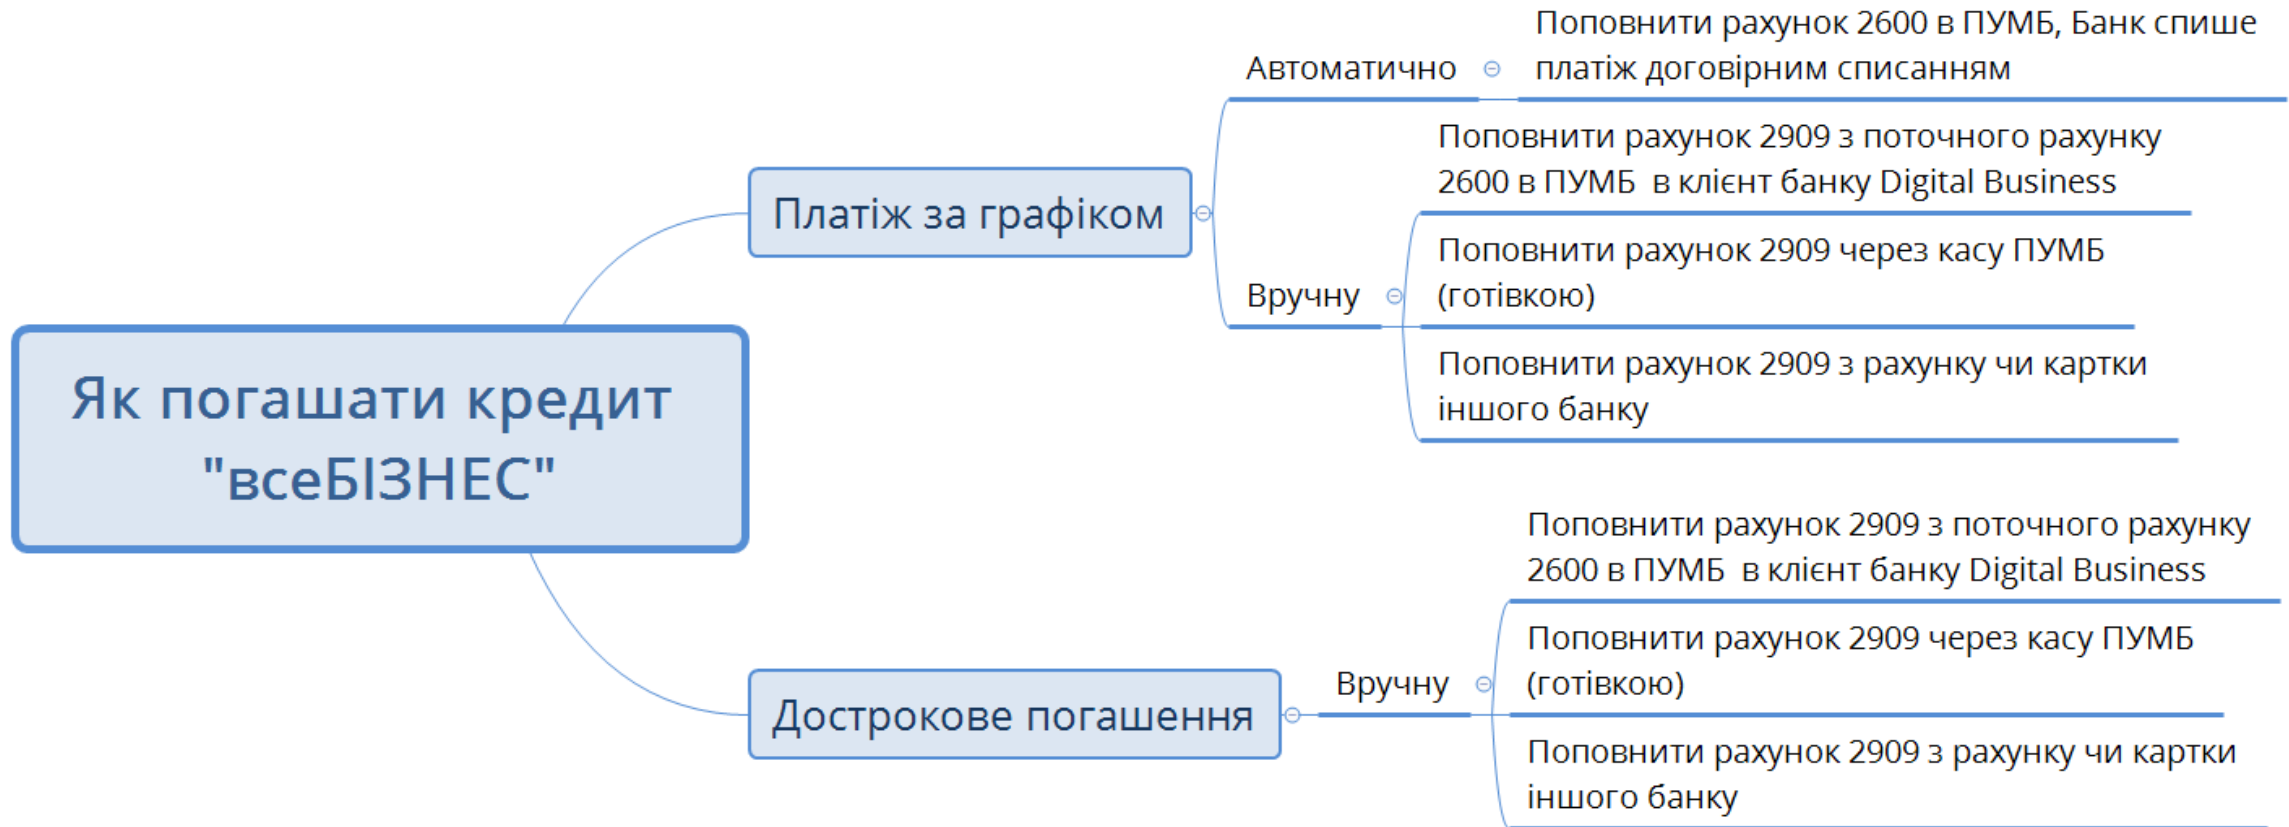 Як погашати кредит
"всеБІЗНЕС"
Платіж за графіком
Автоматично
Поповнити рахунок 2600 в ПУМБ, Банк спише
платіж договірним списанням
Вручну
Поповнити рахунок 2909 з поточного рахунку
2600 в ПУМБ  в клієнт банку Digital Business
Поповнити рахунок 2909 через касу ПУМБ
(готівкою)
Поповнити рахунок 2909 з рахунку чи картки
іншого банку
Дострокове погашення
Вручну
Поповнити рахунок 2909 з поточного рахунку
2600 в ПУМБ  в клієнт банку Digital Business
Поповнити рахунок 2909 через касу ПУМБ
(готівкою)
Поповнити рахунок 2909 з рахунку чи картки
іншого банку